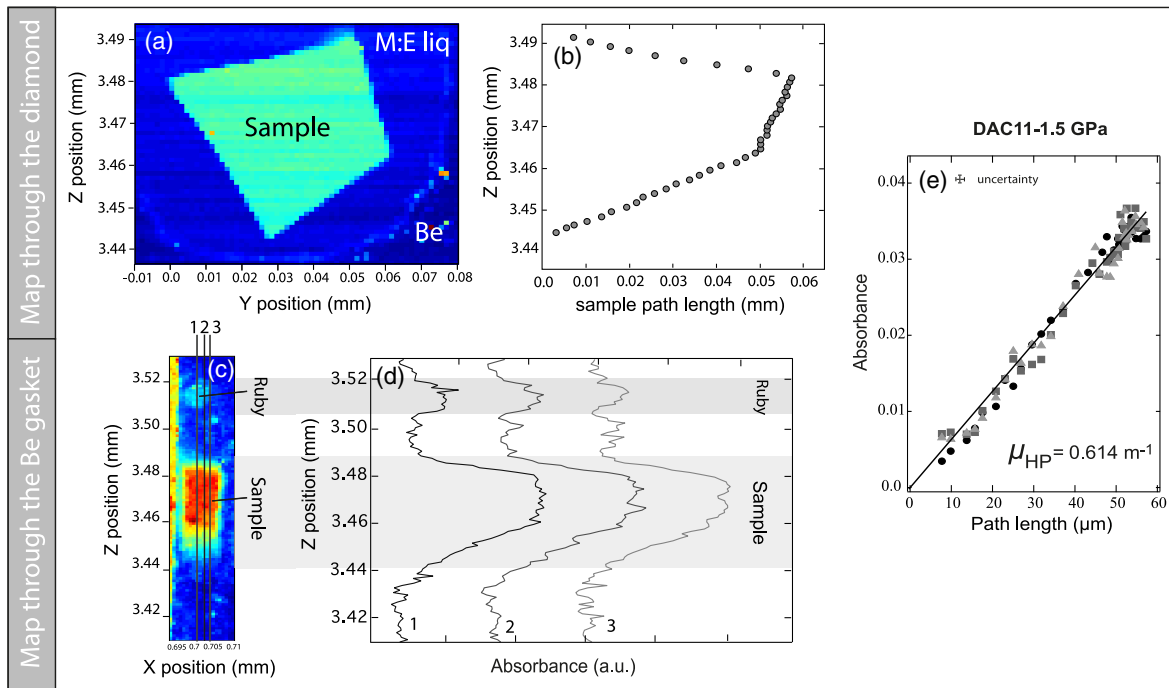 Map through the diamond
Map through the Be gasket
(a)
M:E liq
Sample
Be
Z position (mm)
3.49
3.48
3.47
3.46
3.45
3.44
-0.01 0.0 0.01 0.02 0.03 0.04 0.05 0.06 0.07 0.08
Y position (mm)
(b)
Z position (mm)
3.49
3.48
3.47
3.46
3.45
3.44
0.0 0.01 0.02 0.03 0.04 0.05 0.06
sample path length (mm)
1 2 3
(c)
Z position (mm)
3.52
3.50
3.48
3.46
3.44
3.42
0.695 0.7 0.705 0.71
X position (mm)
Ruby
Sample
(d)
Z position (mm)
3.52
3.50
3.48
3.46
3.44
3.42
Ruby
Sample
1 2 3
Absorbance (a.u.)
DAC11-1.5 GPa
(e)
uncertainty
Absorbance
0.04
0.03
0.02
0.01
0.0
μHP = 0.614 m-1
0 10 20 30 40 50 60
Path length (μm)